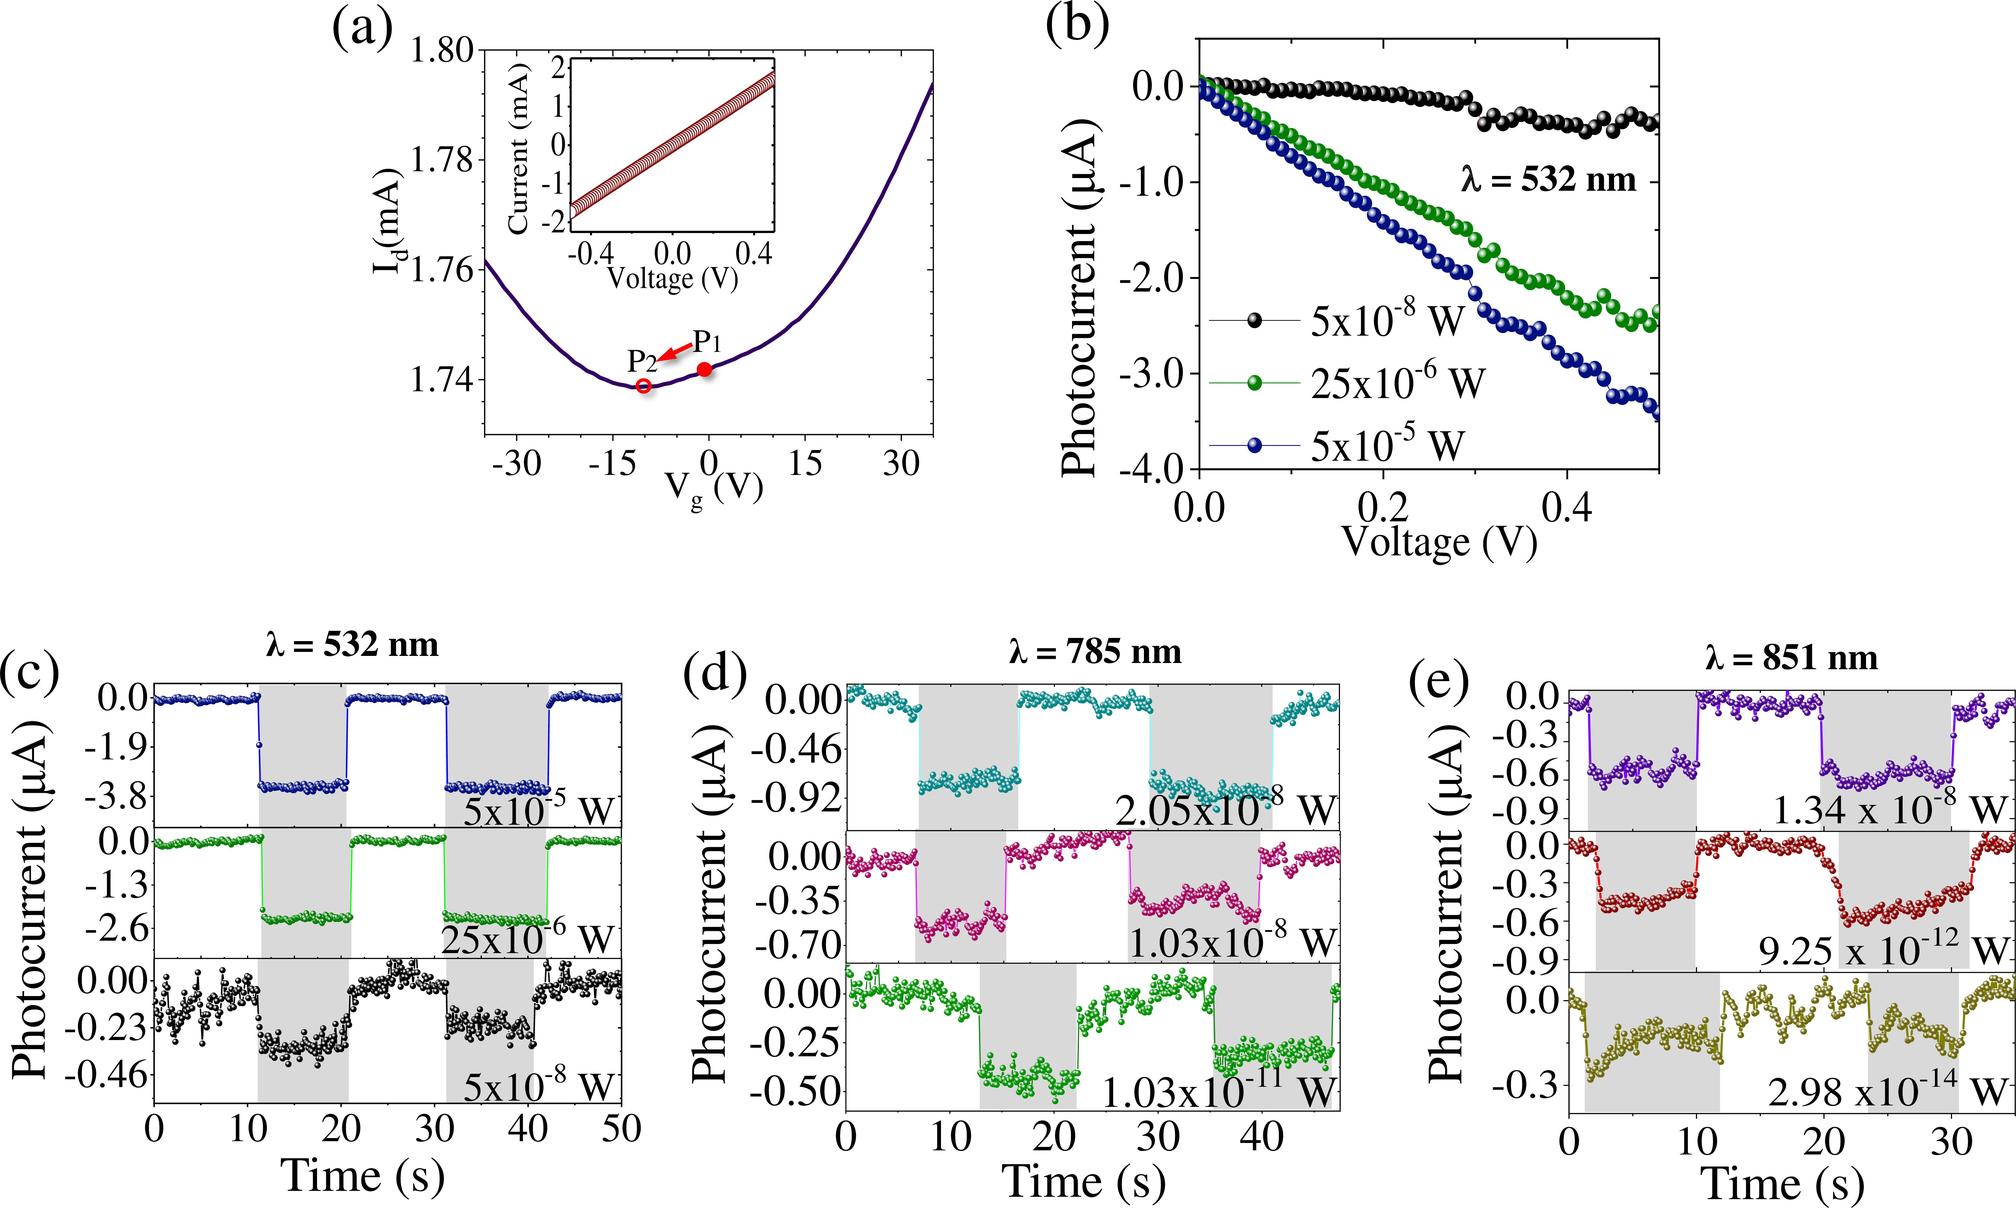 (a)
1.80
1.78
1.76
1.74
I_d(mA)
-30 -15 0 15 30
V_g (V)
P1
P2
2
1
0
-1
-2
Current (mA)
-0.4 0.0 0.4
Voltage (V)
(b)
0.0
-1.0
-2.0
-3.0
-4.0
Photocurrent (μA)
λ = 532 nm
5x10^-8 W
25x10^-6 W
5x10^-5 W
0.0 0.2 0.4
Voltage (V)
(c)
λ = 532 nm
Photocurrent (μA)
0.0
-1.9
-3.8
5x10^-5 W
0.0
-1.3
-2.6
25x10^-6 W
0.00
-0.23
-0.46
5x10^-8 W
0 10 20 30 40 50
Time (s)
(d)
λ = 785 nm
Photocurrent (μA)
0.00
-0.46
-0.92
2.05x10^-8 W
0.00
-0.35
-0.70
1.03x10^-8 W
0.00
-0.25
-0.50
1.03x10^-11 W
0 10 20 30 40
Time (s)
(e)
λ = 851 nm
Photocurrent (μA)
0.0
-0.3
-0.6
-0.9
1.34 x 10^-8 W
0.0
-0.3
-0.6
-0.9
9.25 x 10^-12 W
0.0
-0.3
2.98 x10^-14 W
0 10 20 30
Time (s)